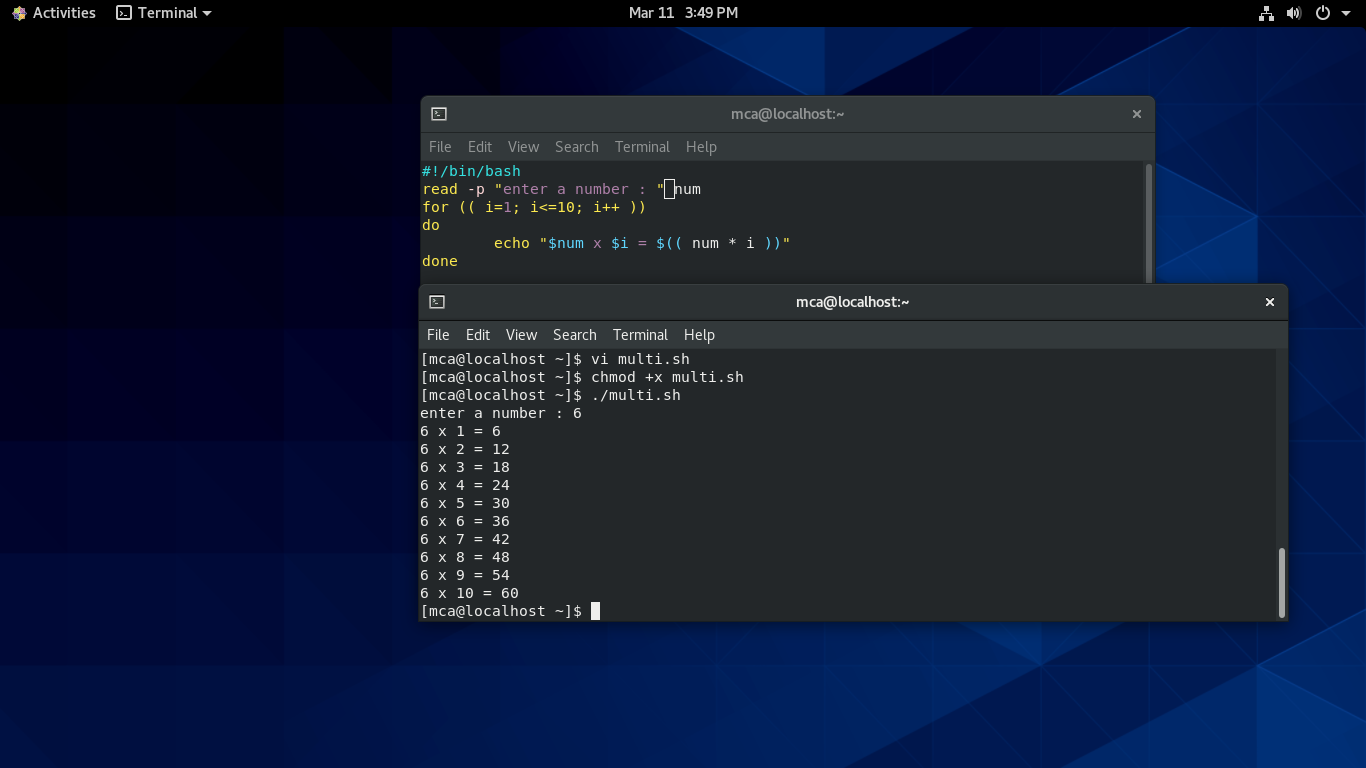 Activities Terminal Mar 11 3:49 PM
mca@localhost:~
File Edit View Search Terminal Help
#!/bin/bash
read -p "enter a number : " num
for (( i=1; i<=10; i++ ))
do
        echo "$num x $i = $(( num * i ))"
done
mca@localhost:~
File Edit View Search Terminal Help
[mca@localhost ~]$ vi multi.sh
[mca@localhost ~]$ chmod +x multi.sh
[mca@localhost ~]$ ./multi.sh
enter a number : 6
6 x 1 = 6
6 x 2 = 12
6 x 3 = 18
6 x 4 = 24
6 x 5 = 30
6 x 6 = 36
6 x 7 = 42
6 x 8 = 48
6 x 9 = 54
6 x 10 = 60
[mca@localhost ~]$